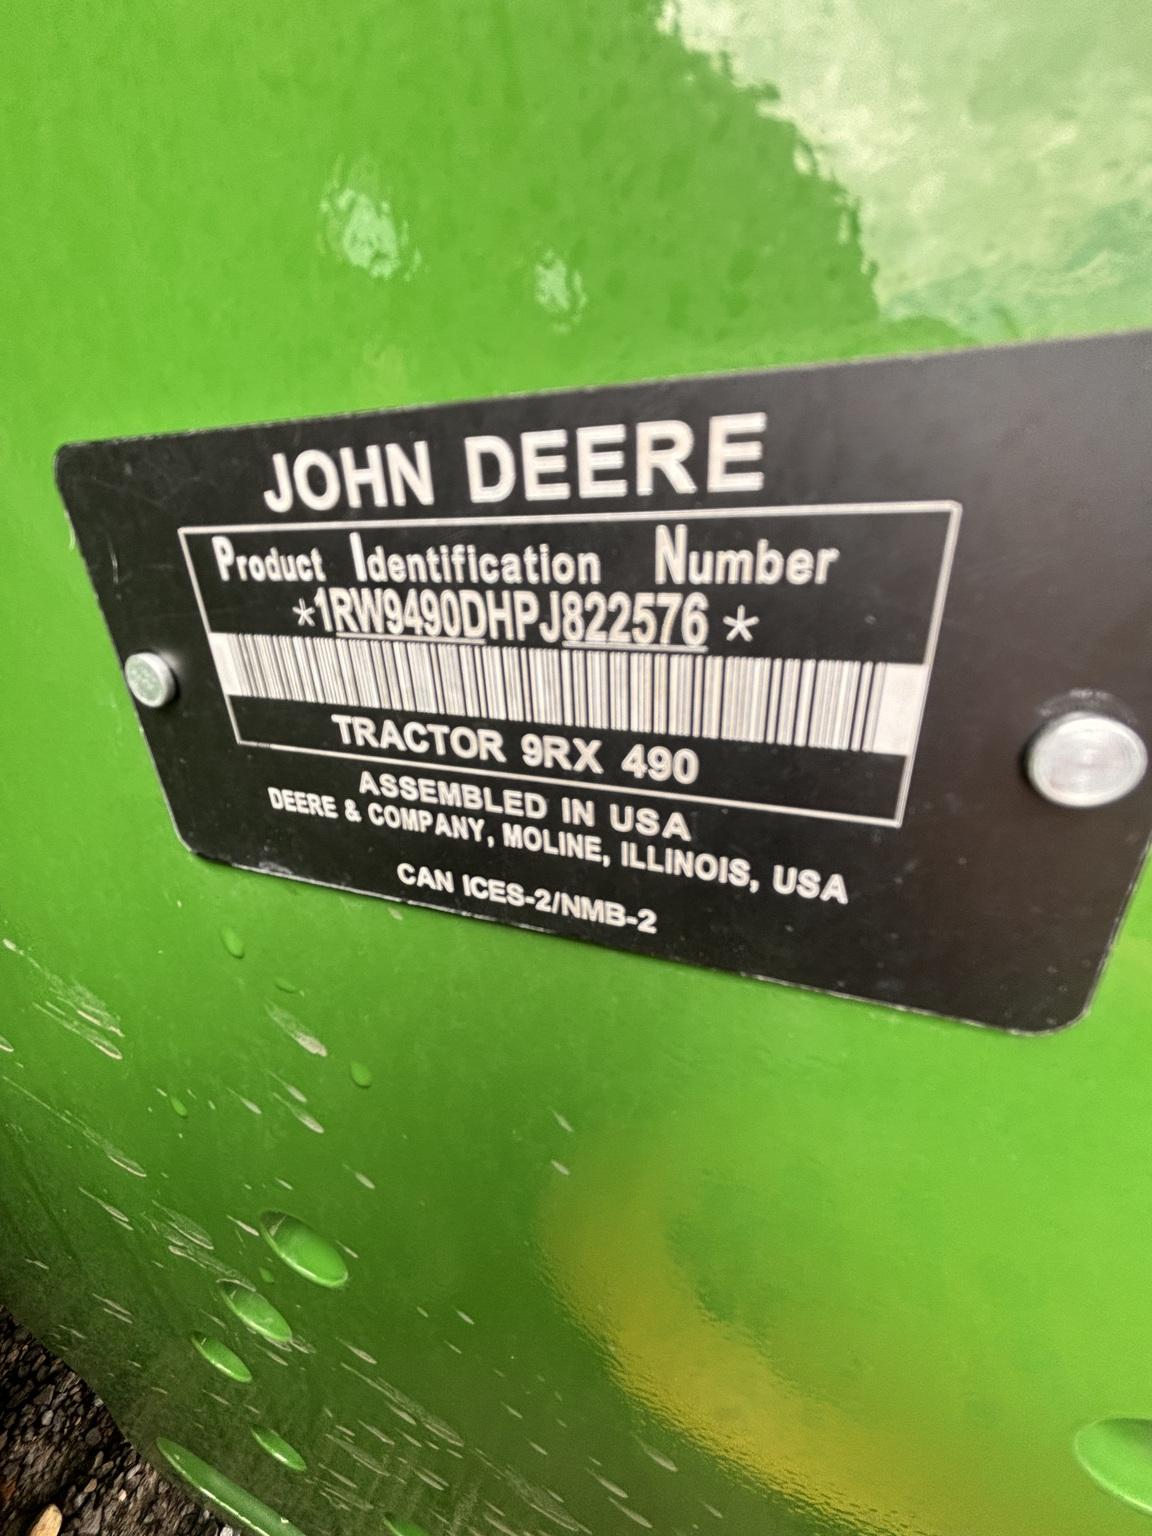 JOHN DEERE
Product Identification Number
*1RW9490DHPJ822576*
TRACTOR 9RX 490
ASSEMBLED IN USA
DEERE & COMPANY, MOLINE, ILLINOIS, USA
CAN ICES-2/NMB-2